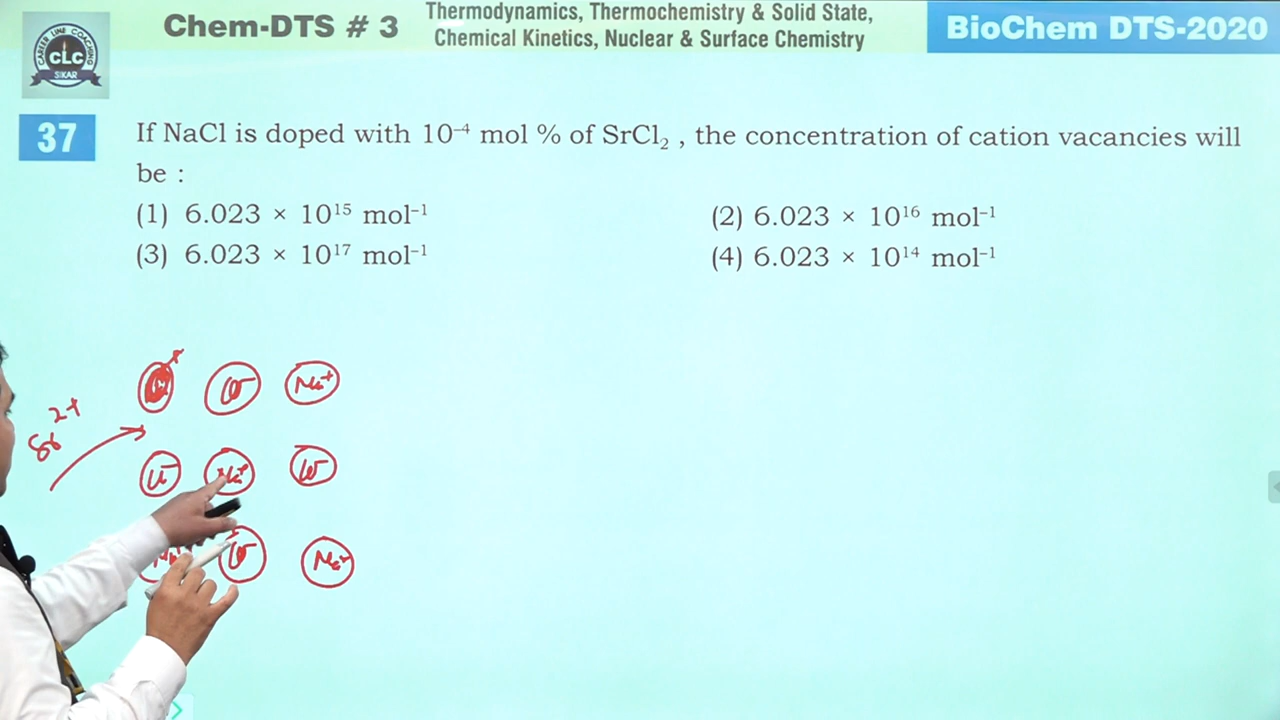 Chem-DTS # 3
Thermodynamics, Thermochemistry & Solid State,
Chemical Kinetics, Nuclear & Surface Chemistry
BioChem DTS-2020
CAREER LINE COACHING
CLC
SIKAR
37
If NaCl is doped with 10⁻⁴ mol % of SrCl₂ , the concentration of cation vacancies will
be :
(1) 6.023 × 10¹⁵ mol⁻¹
(2) 6.023 × 10¹⁶ mol⁻¹
(3) 6.023 × 10¹⁷ mol⁻¹
(4) 6.023 × 10¹⁴ mol⁻¹
Cl⁻ Na⁺
Sr²⁺
Cl⁻ Na⁺ Cl⁻
Cl⁻ Na⁺